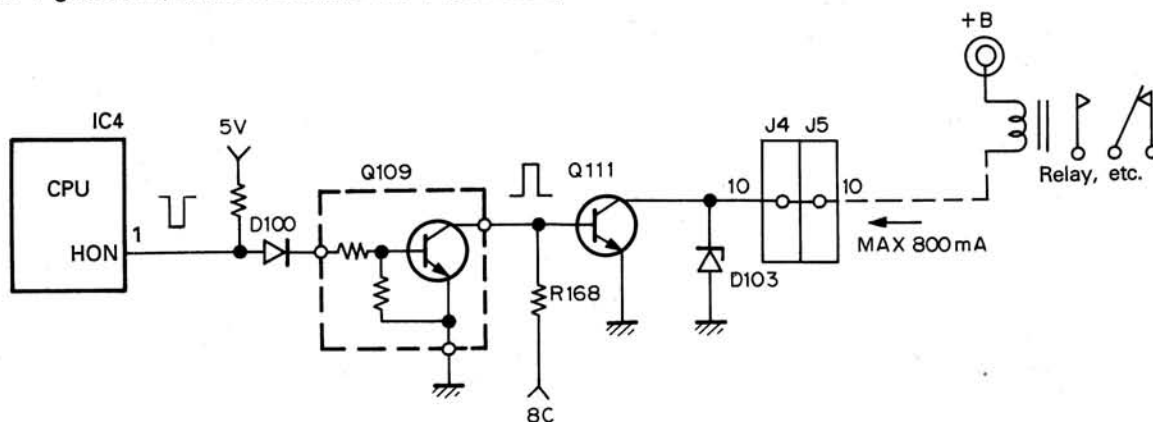 +B
IC4
5V
J4 J5
CPU
Q109
Q111
10
10
Relay, etc.
1
D100
HON
MAX 800mA
R168
D103
8C